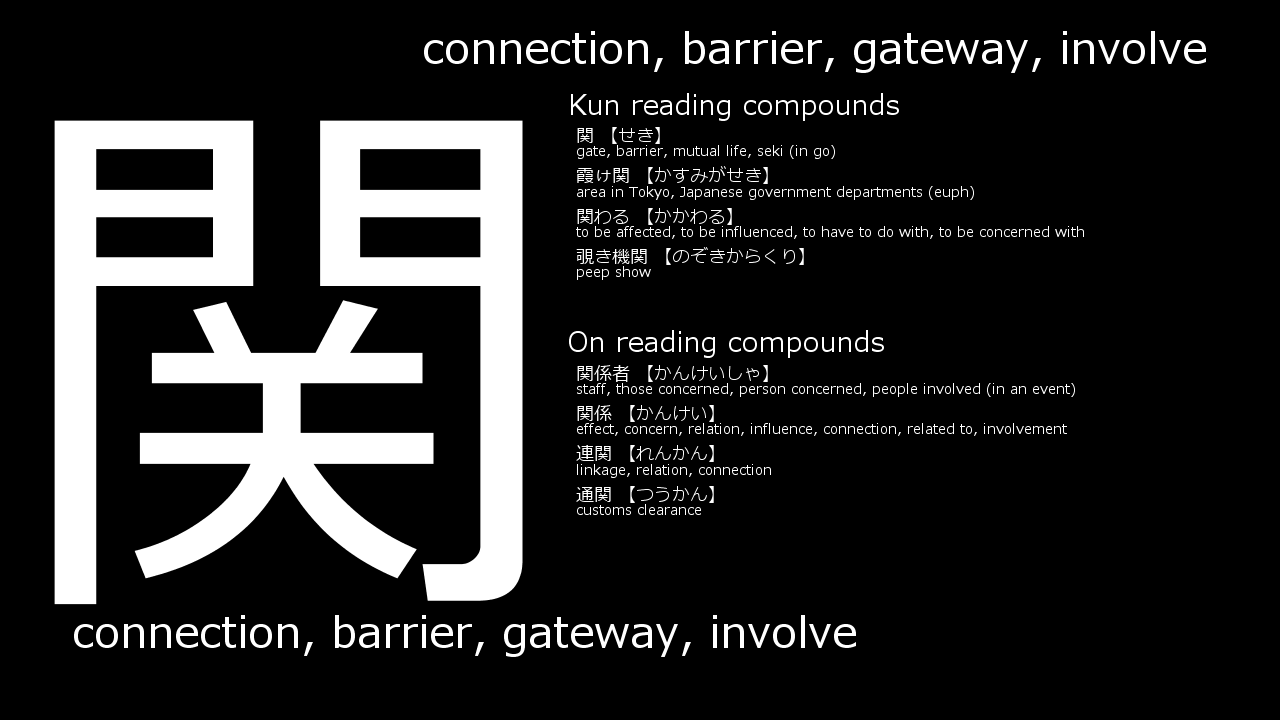 connection, barrier, gateway, involve
関
Kun reading compounds
関 【せき】
gate, barrier, mutual life, seki (in go)
霞ヶ関 【かすみがせき】
area in Tokyo, Japanese government departments (euph)
関わる 【かかわる】
to be affected, to be influenced, to have to do with, to be concerned with
覗き機関 【のぞきからくり】
peep show
On reading compounds
関係者 【かんけいしゃ】
staff, those concerned, person concerned, people involved (in an event)
関係 【かんけい】
effect, concern, relation, influence, connection, related to, involvement
連関 【れんかん】
linkage, relation, connection
通関 【つうかん】
customs clearance
connection, barrier, gateway, involve